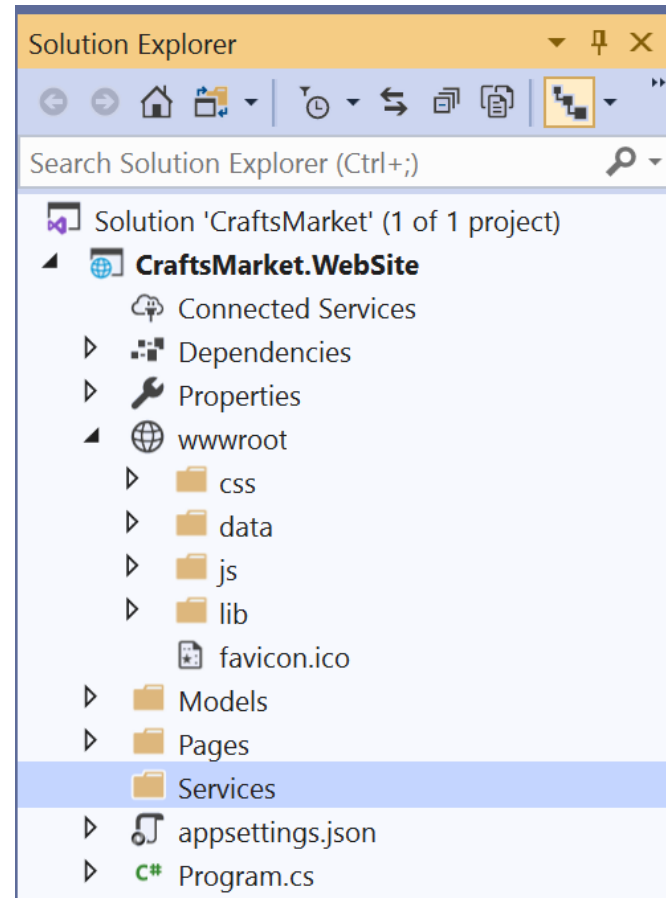 Solution Explorer
Search Solution Explorer (Ctrl+;)
Solution 'CraftsMarket' (1 of 1 project)
CraftsMarket.WebSite
Connected Services
Dependencies
Properties
wwwroot
css
data
js
lib
favicon.ico
Models
Pages
Services
appsettings.json
C# Program.cs